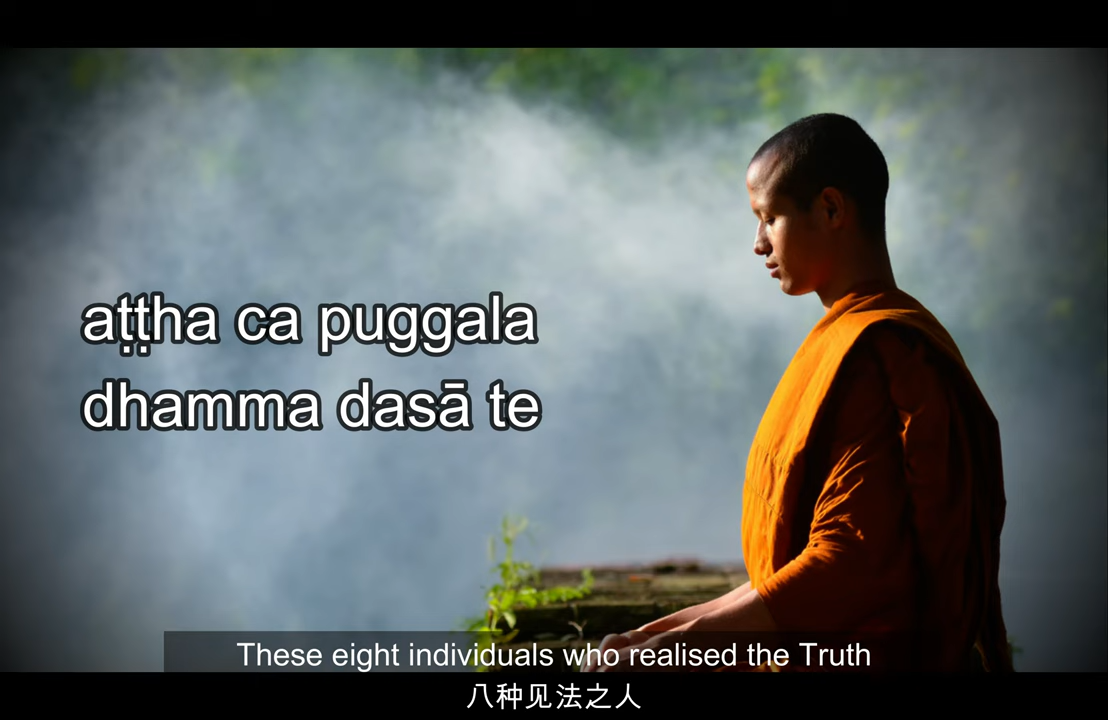 aṭṭha ca puggala
dhamma dasā te
These eight individuals who realised the Truth
八种见法之人